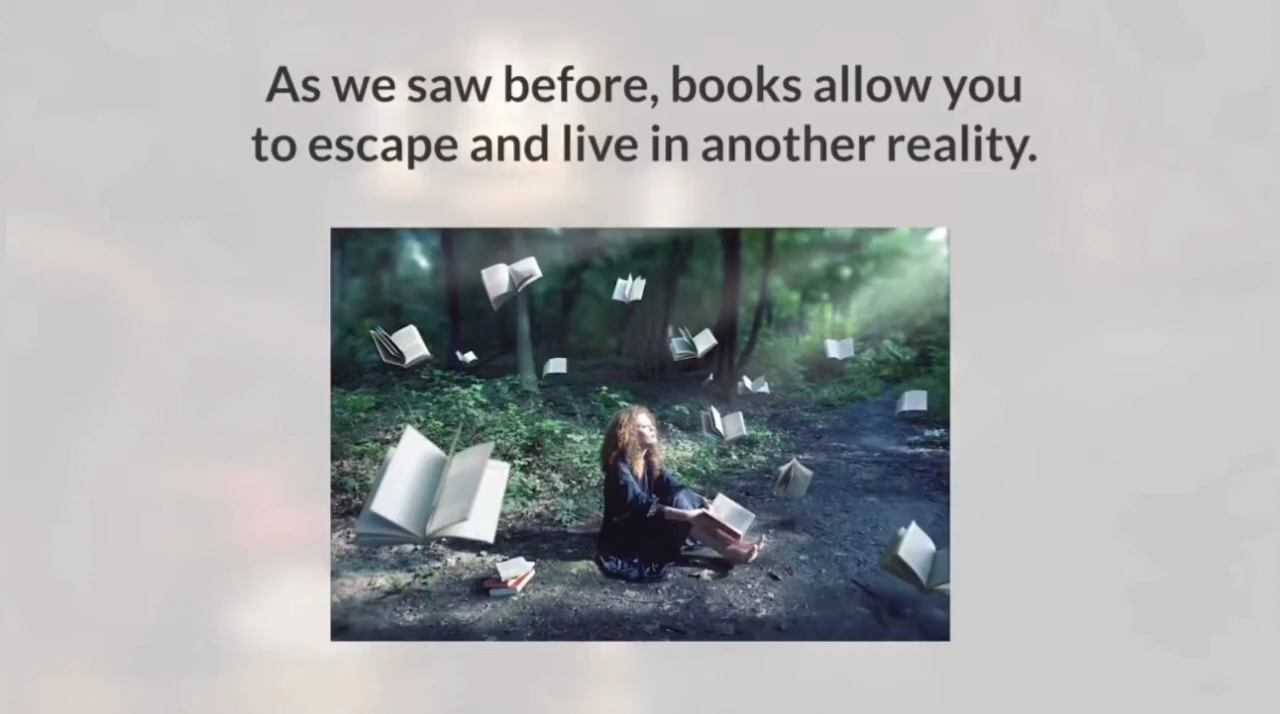 As we saw before, books allow you
to escape and live in another reality.